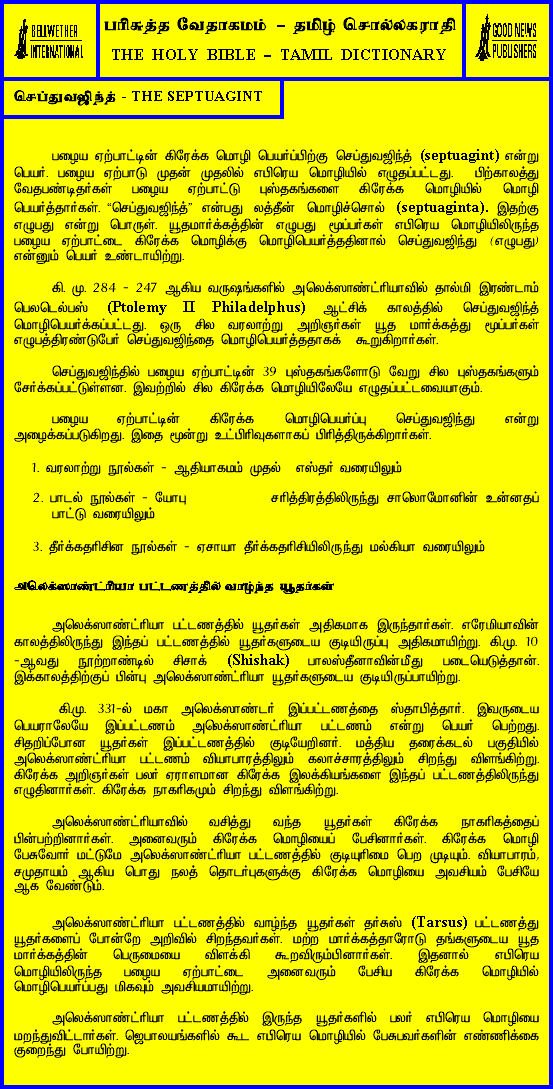 BELLWETHER
INTERNATIONAL
பரிசுத்த வேதாகமம் – தமிழ் சொல்லகராதி
THE HOLY BIBLE – TAMIL DICTIONARY
GOOD NEWS
PUBLISHERS
செப்துவஜிந்த் - THE SEPTUAGINT
பழைய ஏற்பாட்டின் கிரேக்க மொழி பெயர்ப்பிற்கு செப்துவஜிந்த் (septuagint) என்று
பெயர். பழைய ஏற்பாடு முதன் முதலில் எபிரெய மொழியில் எழுதப்பட்டது. பிற்காலத்து
வேதபண்டிதர்கள் பழைய ஏற்பாட்டு புஸ்தகங்களை கிரேக்க மொழியில் மொழி
பெயர்த்தார்கள். “செப்துவஜிந்த்” என்பது லத்தீன் மொழிச்சொல் (septuaginta). இதற்கு
எழுபது என்று பொருள். யூதமார்க்கத்தின் எழுபது மூப்பர்கள் எபிரெய மொழியிலிருந்த
பழைய ஏற்பாட்டை கிரேக்க மொழிக்கு மொழிபெயர்த்ததினால் செப்துவஜிந்து (எழுபது)
என்னும் பெயர் உண்டாயிற்று.
கி. மு. 284 - 247 ஆகிய வருஷங்களில் அலெக்ஸாண்ட்ரியாவில் தால்மி இரண்டாம்
பெலடெல்பஸ் (Ptolemy II Philadelphus) ஆட்சிக் காலத்தில் செப்துவஜிந்த்
மொழிபெயர்க்கப்பட்டது. ஒரு சில வரலாற்று அறிஞர்கள் யூத மார்க்கத்து மூப்பர்கள்
எழுபத்திரண்டுபேர் செப்துவஜிந்தை மொழிபெயர்த்ததாகக் கூறுகிறார்கள்.
செப்துவஜிந்தில் பழைய ஏற்பாட்டின் 39 புஸ்தகங்களோடு வேறு சில புஸ்தகங்களும்
சேர்க்கப்பட்டுள்ளன. இவற்றில் சில கிரேக்க மொழியிலேயே எழுதப்பட்டவையாகும்.
பழைய ஏற்பாட்டின் கிரேக்க மொழிபெயர்ப்பு செப்துவஜிந்து என்று
அழைக்கப்படுகிறது. இதை மூன்று உட்பிரிவுகளாகப் பிரித்திருக்கிறார்கள்.
1. வரலாற்று நூல்கள் - ஆதியாகமம் முதல் எஸ்தர் வரையிலும்
2. பாடல் நூல்கள் - யோபு சரித்திரத்திலிருந்து சாலொமோனின் உன்னதப்
பாட்டு வரையிலும்
3. தீர்க்கதரிசின நூல்கள் - ஏசாயா தீர்க்கதரிசியிலிருந்து மல்கியா வரையிலும்
அலெக்ஸாண்ட்ரியா பட்டணத்தில் வாழ்ந்த யூதர்கள்
அலெக்ஸாண்ட்ரியா பட்டணத்தில் யூதர்கள் அதிகமாக இருந்தார்கள். எரேமியாவின்
காலத்திலிருந்து இந்தப் பட்டணத்தில் யூதர்களுடைய குடியிருப்பு அதிகமாயிற்று. கி.மு. 10
-ஆவது நூற்றாண்டில் சிசாக் (Shishak) பாலஸ்தீனாவின்மீது படையெடுத்தான்.
இக்காலத்திற்குப் பின்பு அலெக்ஸாண்ட்ரியா யூதர்களுடைய குடியிருப்பாயிற்று.
கி.மு. 331-ல் மகா அலெக்ஸாண்டர் இப்பட்டணத்தை ஸ்தாபித்தார். இவருடைய
பெயராலேயே இப்பட்டணம் அலெக்ஸாண்ட்ரியா பட்டணம் என்று பெயர் பெற்றது.
சிதறிப்போன யூதர்கள் இப்பட்டணத்தில் குடியேறினர். மத்திய தரைக்கடல் பகுதியில்
அலெக்ஸாண்ட்ரியா பட்டணம் வியாபாரத்திலும் கலாச்சாரத்திலும் சிறந்து விளங்கிற்று.
கிரேக்க அறிஞர்கள் பலர் ஏராளமான கிரேக்க இலக்கியங்களை இந்தப் பட்டணத்திலிருந்து
எழுதினார்கள். கிரேக்க நாகரிகமும் சிறந்து விளங்கிற்று.
அலெக்ஸாண்ட்ரியாவில் வசித்து வந்த யூதர்கள் கிரேக்க நாகரிகத்தைப்
பின்பற்றினார்கள். அனைவரும் கிரேக்க மொழியைப் பேசினார்கள். கிரேக்க மொழி
பேசுவோர் மட்டுமே அலெக்ஸாண்ட்ரியா பட்டணத்தில் குடியுரிமை பெற முடியும். வியாபாரம்,
சமுதாயம் ஆகிய பொது நலத் தொடர்புகளுக்கு கிரேக்க மொழியை அவசியம் பேசியே
ஆக வேண்டும்.
அலெக்ஸாண்ட்ரியா பட்டணத்தில் வாழ்ந்த யூதர்கள் தர்சுஸ் (Tarsus) பட்டணத்து
யூதர்களைப் போன்றே அறிவில் சிறந்தவர்கள். மற்ற மார்க்கத்தாரோடு தங்களுடைய யூத
மார்க்கத்தின் பெருமையை விளக்கி கூறவிரும்பினார்கள். இதனால் எபிரெய
மொழியிலிருந்த பழைய ஏற்பாட்டை அனைவரும் பேசிய கிரேக்க மொழியில்
மொழிபெயர்ப்பது மிகவும் அவசியமாயிற்று.
அலெக்ஸாண்ட்ரியா பட்டணத்தில் இருந்த யூதர்களில் பலர் எபிரெய மொழியை
மறந்துவிட்டார்கள். ஜெபாலயங்களில் கூட எபிரெய மொழியில் பேசுபவர்களின் எண்ணிக்கை
குறைந்து போயிற்று.